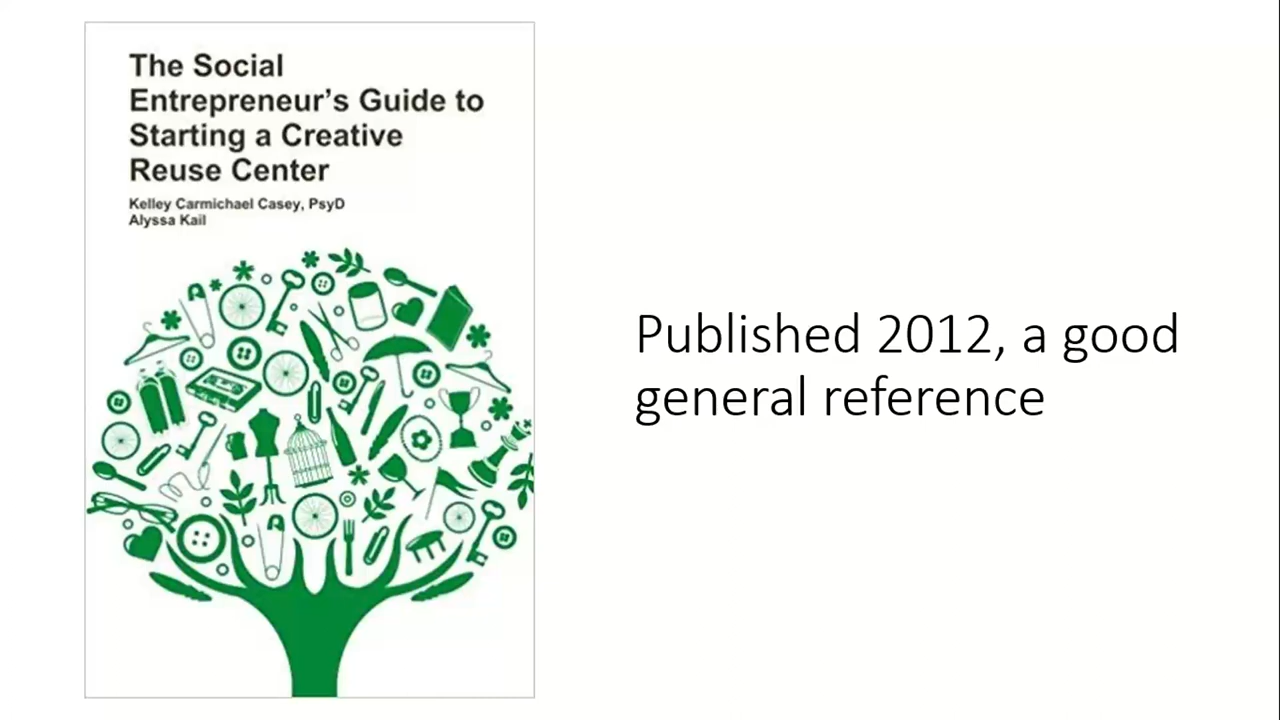 The Social
Entrepreneur's Guide to
Starting a Creative
Reuse Center
Kelley Carmichael Casey, PsyD
Alyssa Kail
Published 2012, a good
general reference